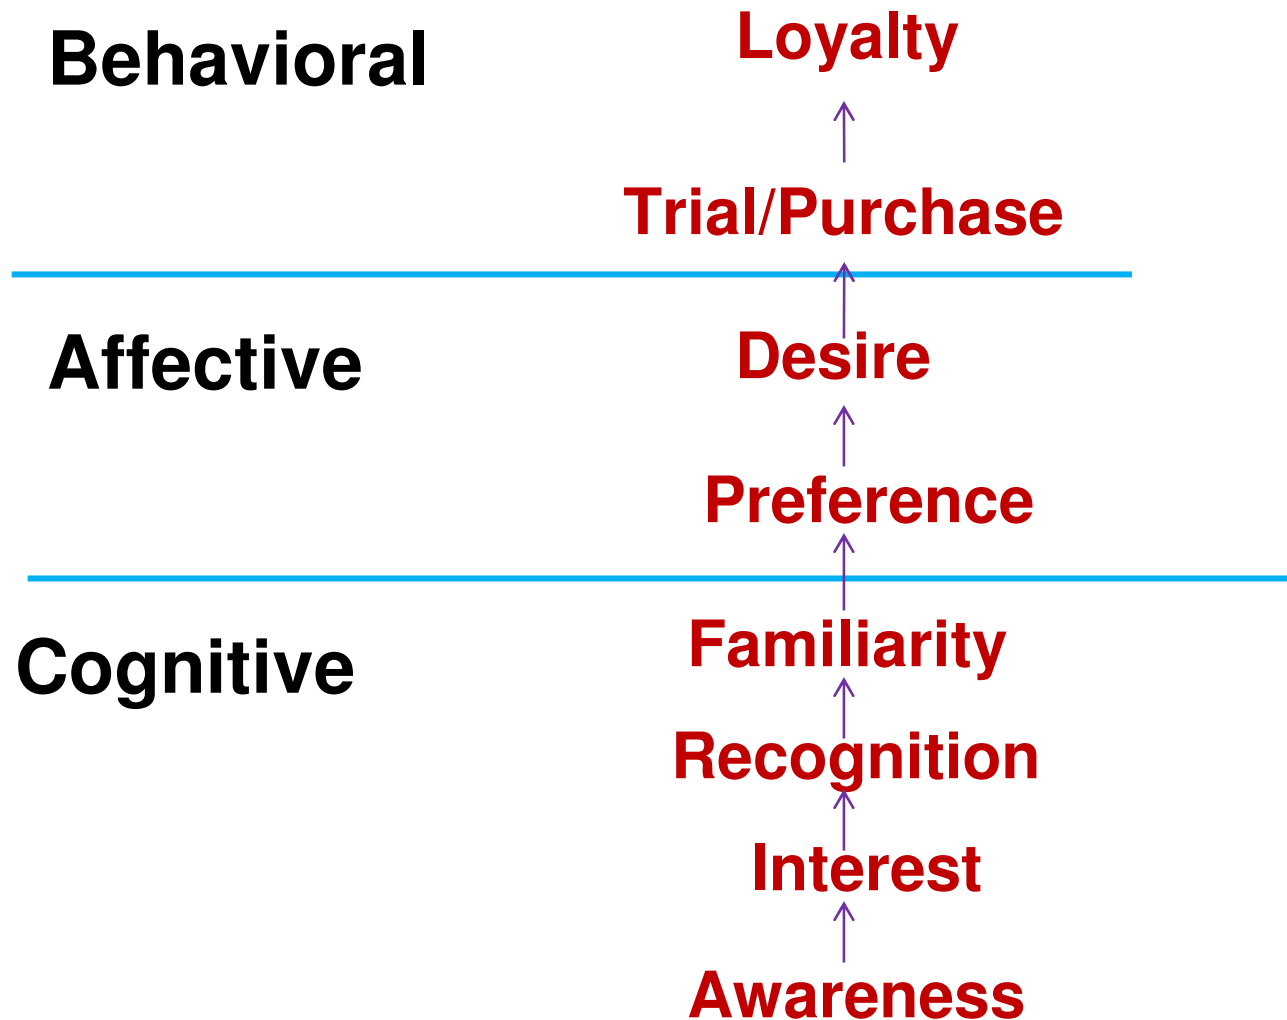 Behavioral
Loyalty
Trial/Purchase
Affective
Desire
Preference
Cognitive
Familiarity
Recognition
Interest
Awareness